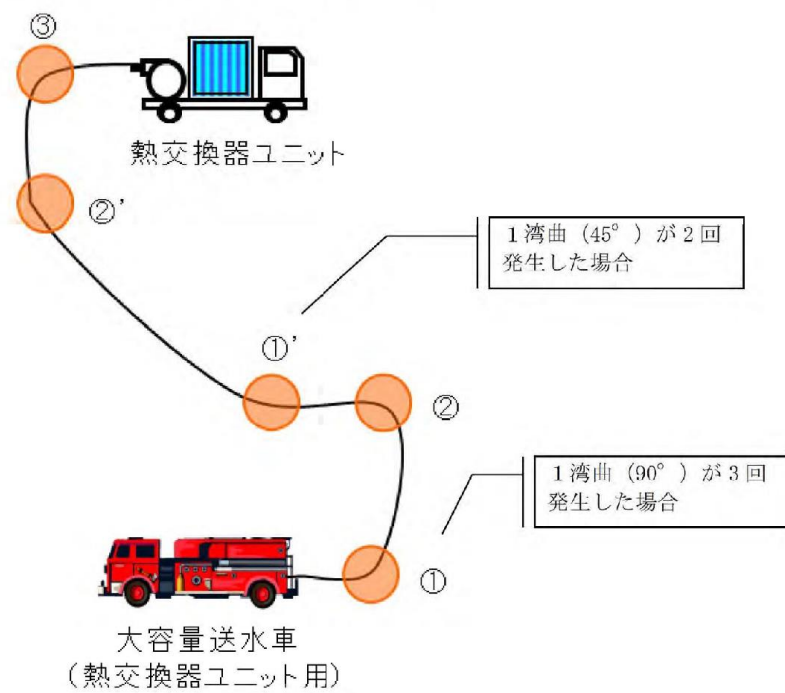 ③
熱交換器ユニット
②’
1湾曲（45°）が2回
発生した場合
①’
②
1湾曲（90°）が3回
発生した場合
①
大容量送水車
（熱交換器ユニット用）